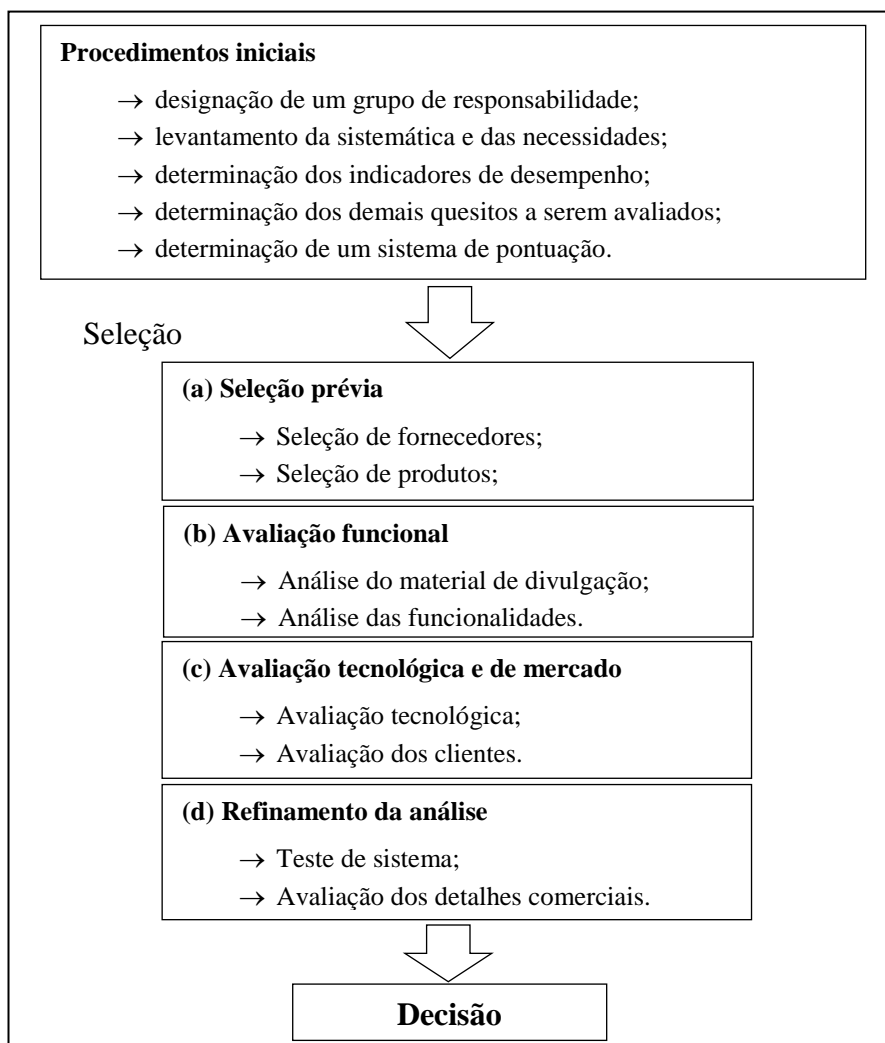 Procedimentos iniciais
→ designação de um grupo de responsabilidade;
→ levantamento da sistemática e das necessidades;
→ determinação dos indicadores de desempenho;
→ determinação dos demais quesitos a serem avaliados;
→ determinação de um sistema de pontuação.
Seleção
(a) Seleção prévia
→ Seleção de fornecedores;
→ Seleção de produtos;
(b) Avaliação funcional
→ Análise do material de divulgação;
→ Análise das funcionalidades.
(c) Avaliação tecnológica e de mercado
→ Avaliação tecnológica;
→ Avaliação dos clientes.
(d) Refinamento da análise
→ Teste de sistema;
→ Avaliação dos detalhes comerciais.
Decisão